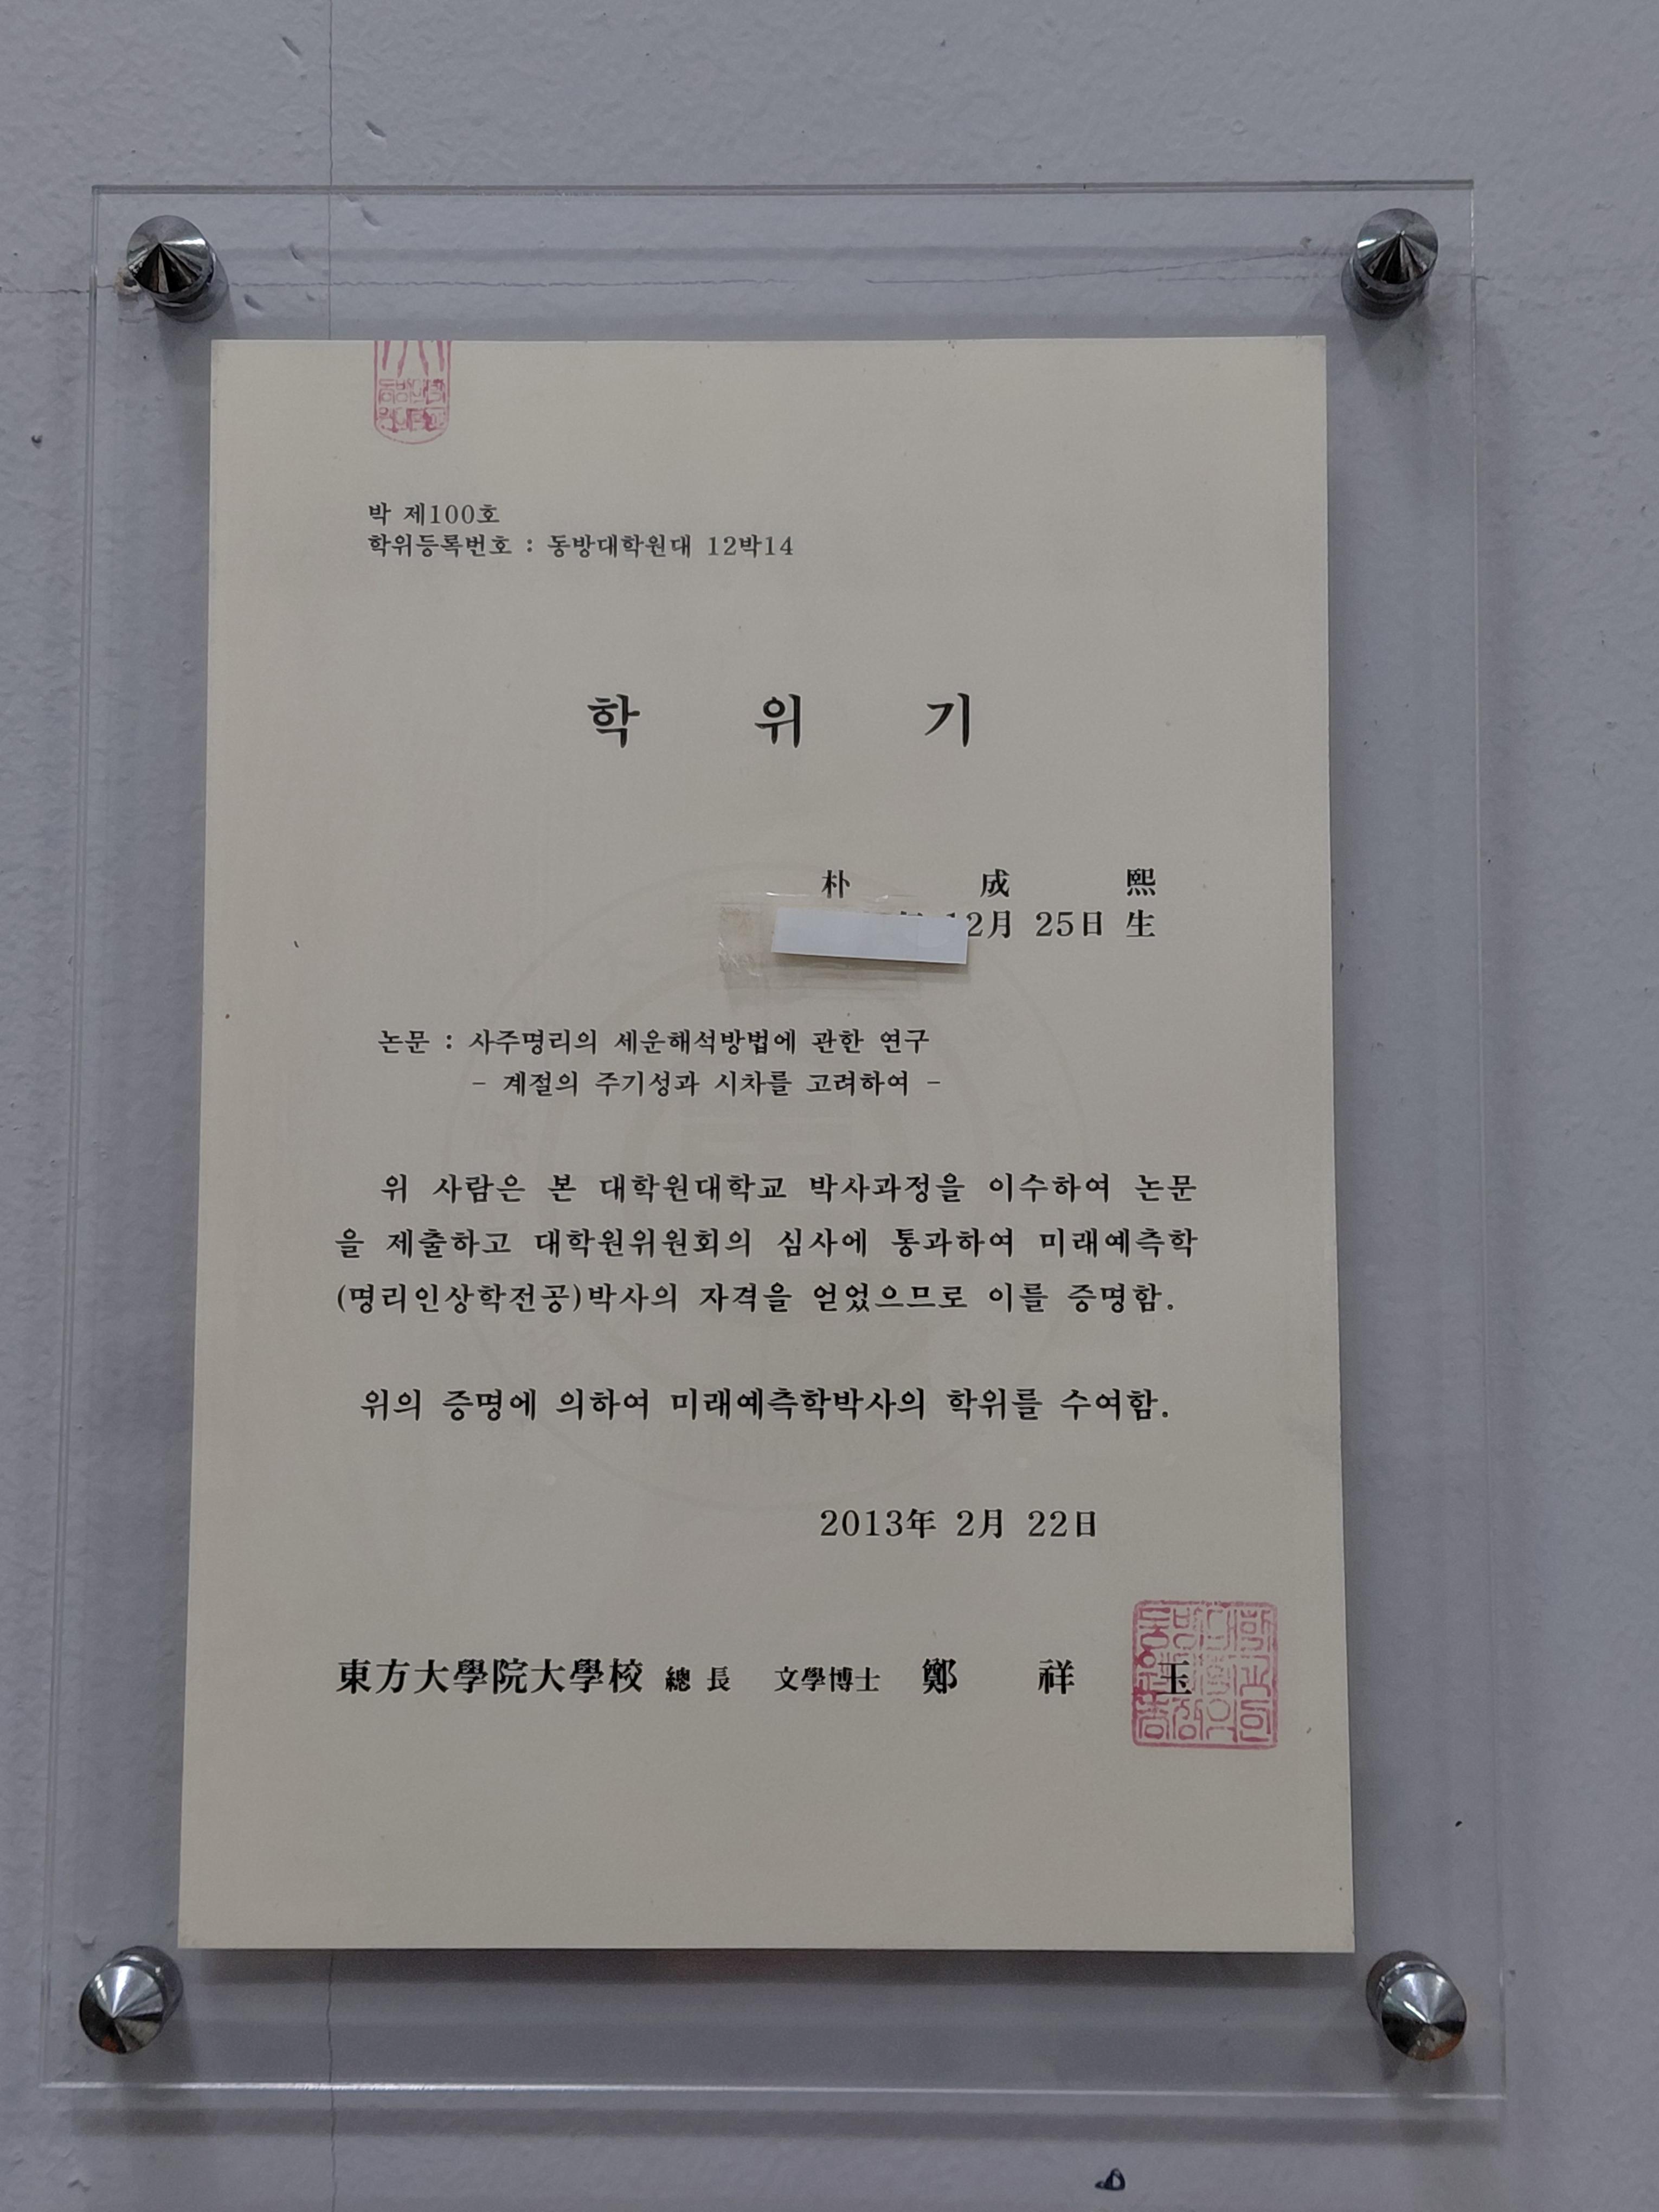 박 제100호
학위등록번호 : 동방대학원대 12박14
학 위 기
朴 成 熙
12月 25日 生
논문 : 사주명리의 세운해석방법에 관한 연구
- 계절의 주기성과 시차를 고려하여 -
위 사람은 본 대학원대학교 박사과정을 이수하여 논문
을 제출하고 대학원위원회의 심사에 통과하여 미래예측학
(명리인상학전공)박사의 자격을 얻었으므로 이를 증명함.
위의 증명에 의하여 미래예측학박사의 학위를 수여함.
2013年 2月 22日
東方大學院大學校 總 長 文學博士 鄭 祥 玉